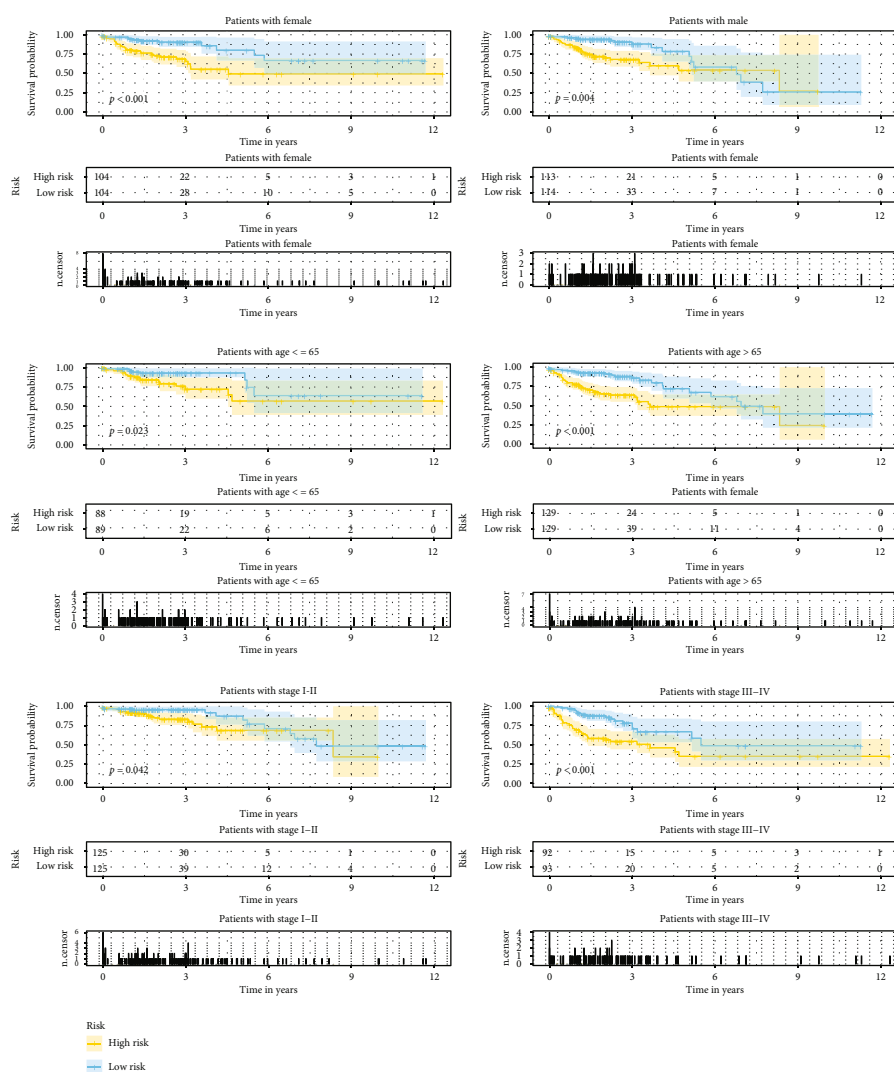 Patients with female
Survival probability
1.00
0.75
0.50
0.25
0.00
p < 0.001
0 3 6 9 12
Time in years
Patients with female
Risk
High risk 104 22 5 3 1
Low risk 104 28 10 5 0
0 3 6 9 12
Time in years
Patients with female
n.censor
0 3 6 9 12
Time in years
Patients with male
Survival probability
1.00
0.75
0.50
0.25
0.00
p = 0.004
0 3 6 9 12
Time in years
Patients with female
Risk
High risk 113 21 5 1 0
Low risk 114 33 7 1 0
0 3 6 9 12
Time in years
Patients with female
n.censor
3
2
1
0
0 3 6 9 12
Time in years
Patients with age <= 65
Survival probability
1.00
0.75
0.50
0.25
0.00
p = 0.023
0 3 6 9 12
Time in years
Patients with age <= 65
Risk
High risk 88 19 5 3 1
Low risk 89 22 6 2 0
0 3 6 9 12
Time in years
Patients with age <= 65
n.censor
4
3
2
1
0
0 3 6 9 12
Time in years
Patients with age > 65
Survival probability
1.00
0.75
0.50
0.25
0.00
p < 0.001
0 3 6 9 12
Time in years
Patients with female
Risk
High risk 129 24 5 1 0
Low risk 129 39 11 4 0
0 3 6 9 12
Time in years
Patients with age > 65
n.censor
0 3 6 9 12
Time in years
Patients with stage I-II
Survival probability
1.00
0.75
0.50
0.25
0.00
p = 0.042
0 3 6 9 12
Time in years
Patients with stage I–II
Risk
High risk 125 30 5 1 0
Low risk 125 39 12 4 0
0 3 6 9 12
Time in years
Patients with stage I–II
n.censor
0 3 6 9 12
Time in years
Patients with stage III–IV
Survival probability
1.00
0.75
0.50
0.25
0.00
p < 0.001
0 3 6 9 12
Time in years
Patients with stage III–IV
Risk
High risk 92 15 5 3 1
Low risk 93 20 5 2 0
0 3 6 9 12
Time in years
Patients with stage III–IV
n.censor
4
3
2
1
0
0 3 6 9 12
Time in years
Risk
High risk
Low risk